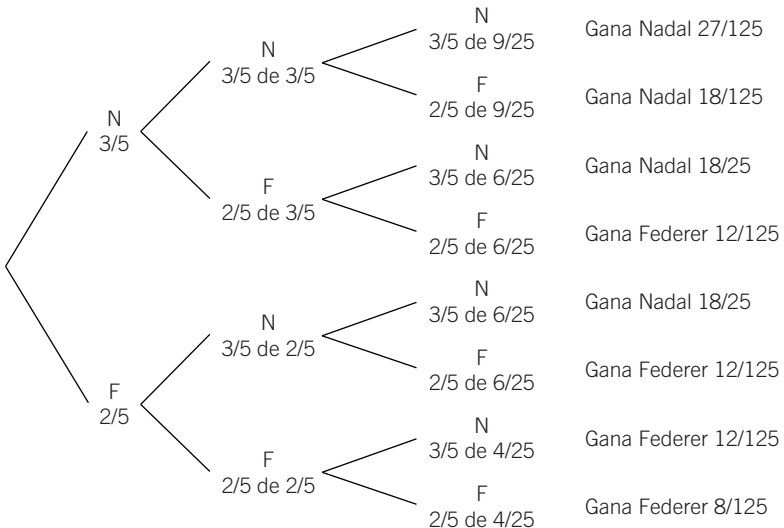 N
3/5 de 9/25
Gana Nadal 27/125
N
3/5 de 3/5
F
2/5 de 9/25
Gana Nadal 18/125
N
3/5
N
3/5 de 6/25
Gana Nadal 18/25
F
2/5 de 3/5
F
2/5 de 6/25
Gana Federer 12/125
N
3/5 de 6/25
Gana Nadal 18/25
N
3/5 de 2/5
F
2/5 de 6/25
Gana Federer 12/125
F
2/5
N
3/5 de 4/25
Gana Federer 12/125
F
2/5 de 2/5
F
2/5 de 4/25
Gana Federer 8/125